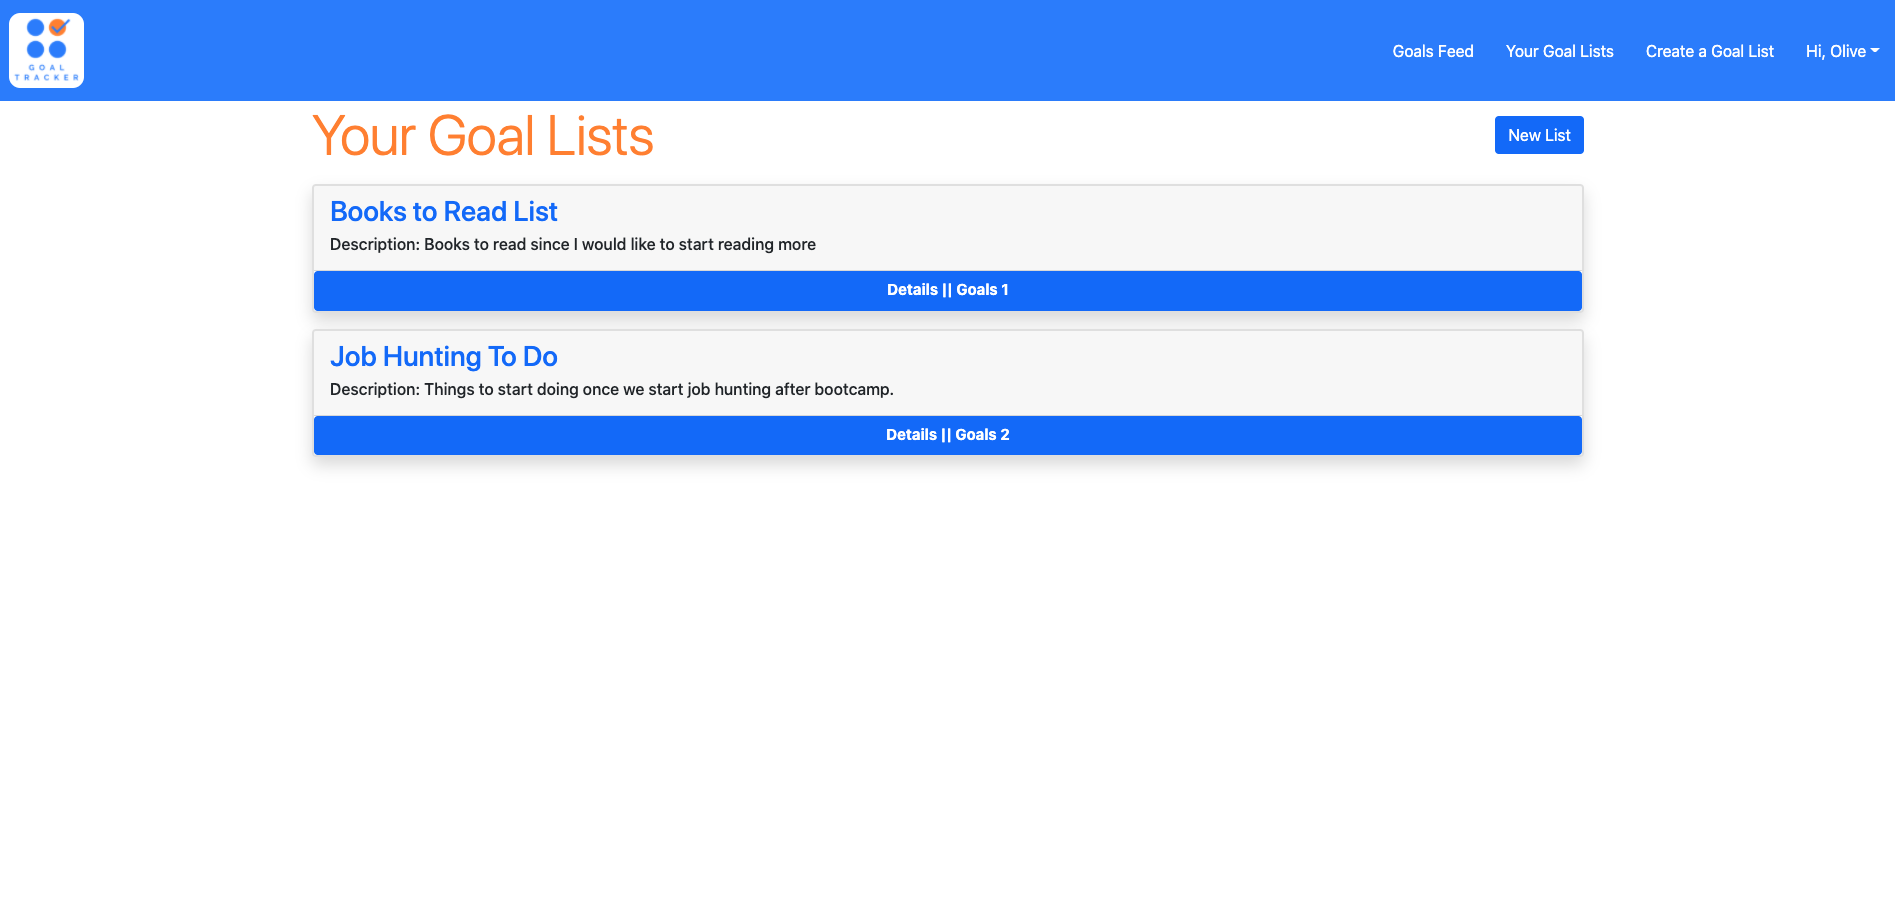 GOAL
TRACKER
Goals Feed Your Goal Lists Create a Goal List Hi, Olive
Your Goal Lists
New List
Books to Read List
Description: Books to read since I would like to start reading more
Details || Goals 1
Job Hunting To Do
Description: Things to start doing once we start job hunting after bootcamp.
Details || Goals 2